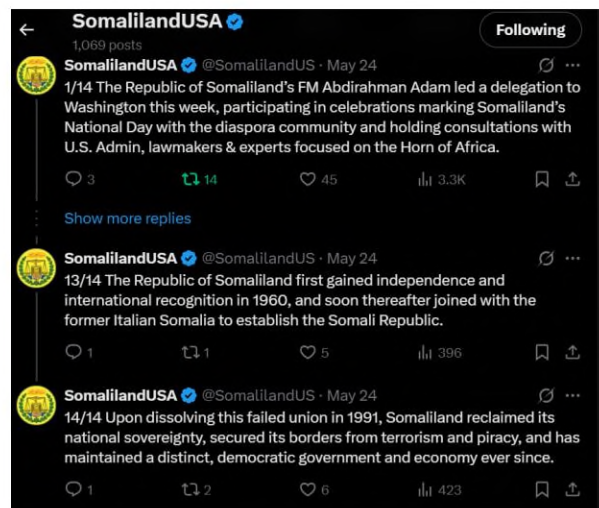 SomalilandUSA
1,069 posts
Following
SomalilandUSA @SomalilandUS · May 24
1/14 The Republic of Somaliland's FM Abdirahman Adam led a delegation to
Washington this week, participating in celebrations marking Somaliland's
National Day with the diaspora community and holding consultations with
U.S. Admin, lawmakers & experts focused on the Horn of Africa.
3 14 45 3.3K
Show more replies
SomalilandUSA @SomalilandUS · May 24
13/14 The Republic of Somaliland first gained independence and
international recognition in 1960, and soon thereafter joined with the
former Italian Somalia to establish the Somali Republic.
1 1 5 396
SomalilandUSA @SomalilandUS · May 24
14/14 Upon dissolving this failed union in 1991, Somaliland reclaimed its
national sovereignty, secured its borders from terrorism and piracy, and has
maintained a distinct, democratic government and economy ever since.
1 2 6 423